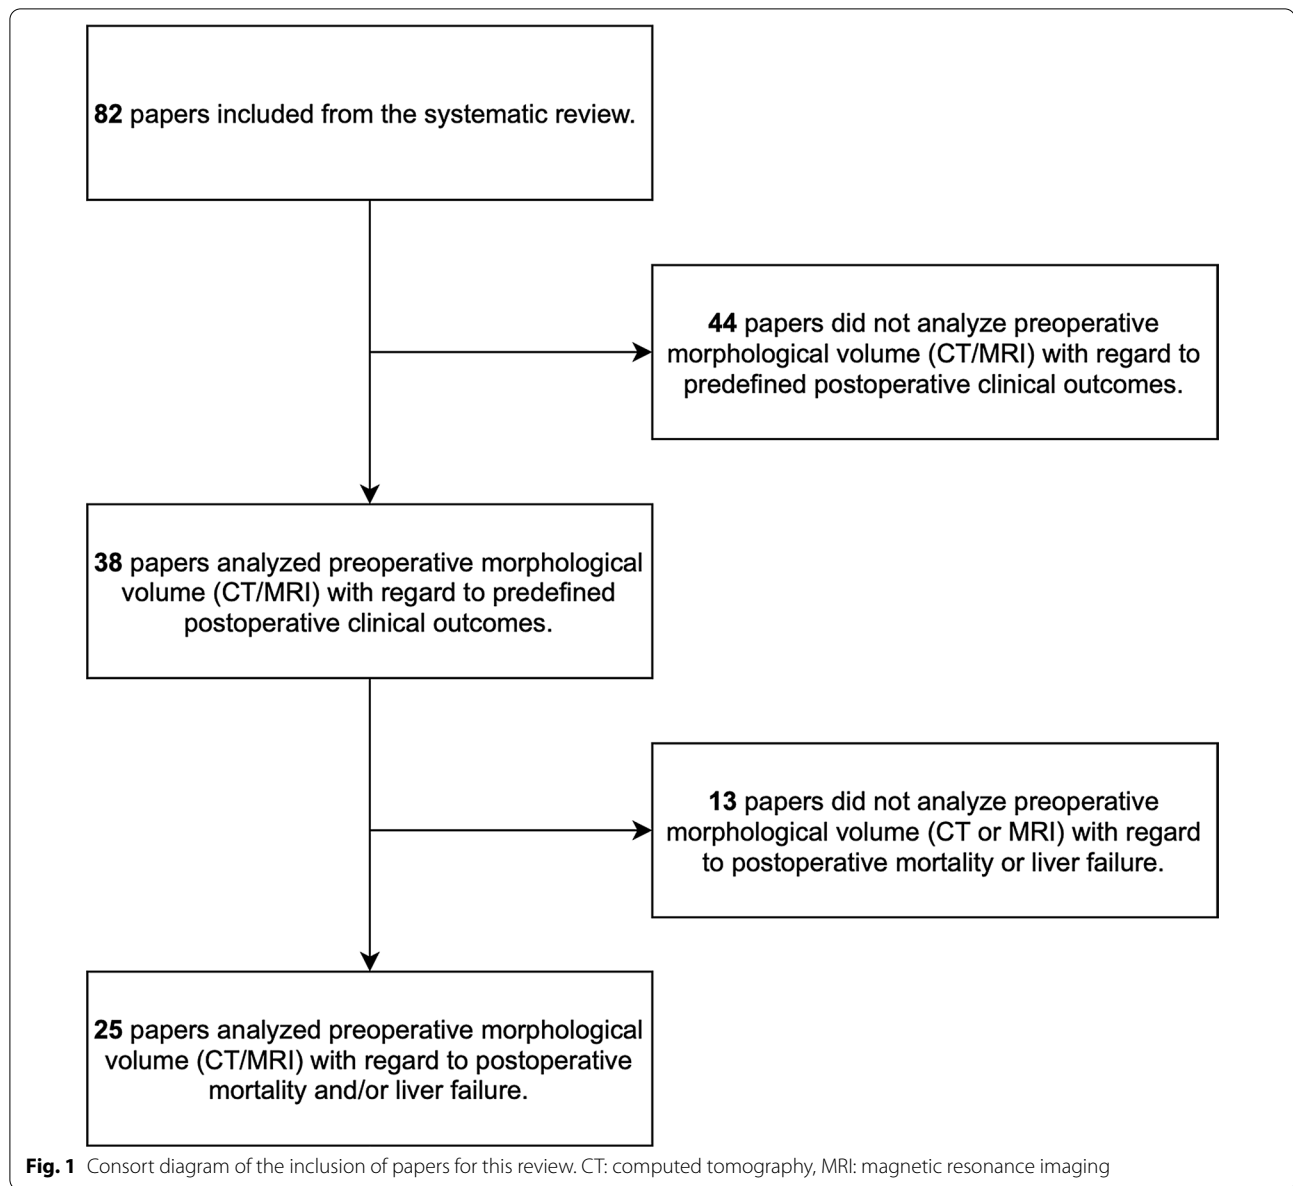 82 papers included from the systematic review.
44 papers did not analyze preoperative
morphological volume (CT/MRI) with regard to
predefined postoperative clinical outcomes.
38 papers analyzed preoperative morphological
volume (CT/MRI) with regard to predefined
postoperative clinical outcomes.
13 papers did not analyze preoperative
morphological volume (CT or MRI) with regard
to postoperative mortality or liver failure.
25 papers analyzed preoperative morphological
volume (CT/MRI) with regard to postoperative
mortality and/or liver failure.
Fig. 1 Consort diagram of the inclusion of papers for this review. CT: computed tomography, MRI: magnetic resonance imaging